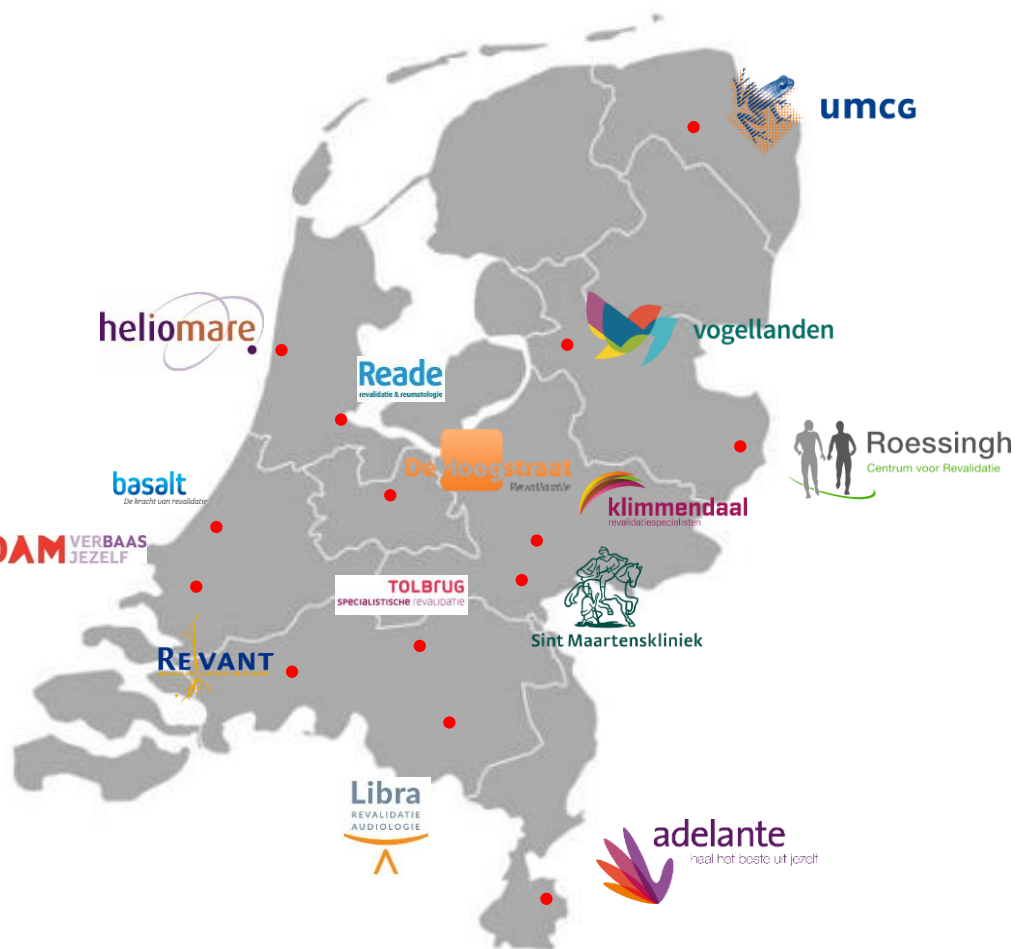 umcg
heliomare
vogellanden
Reade
revalidatie & reumatologie
Roessingh
Centrum voor Revalidatie
De Hoogstraat
Revalidatie
basalt
De kracht van revalidatie
klimmendaal
revalidatiespecialisten
DAM VERBAAS
JEZELF
TOLBRUG
SPECIALISTISCHE REVALIDATIE
Sint Maartenskliniek
REVANT
Libra
REVALIDATIE
AUDIOLOGIE
adelante
haal het beste uit jezelf